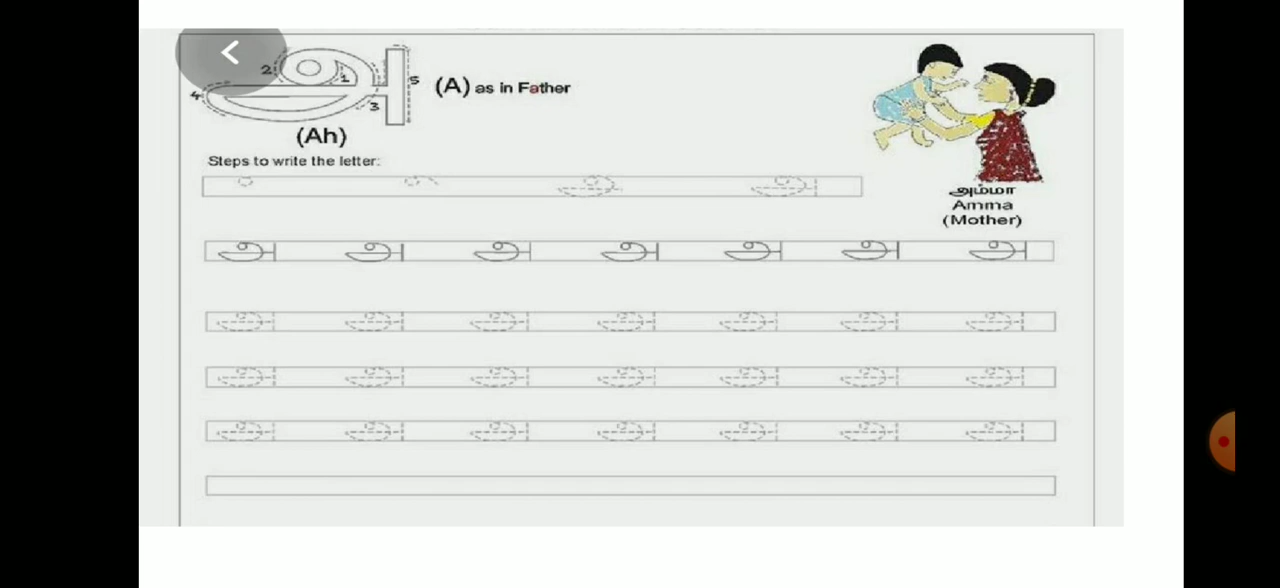 அ
2
1
5
4
3
(A) as in Father
(Ah)
Steps to write the letter:
அ
அம்மா
Amma
(Mother)
அ அ அ அ அ அ அ
அ அ அ அ அ அ அ
அ அ அ அ அ அ அ
அ அ அ அ அ அ அ